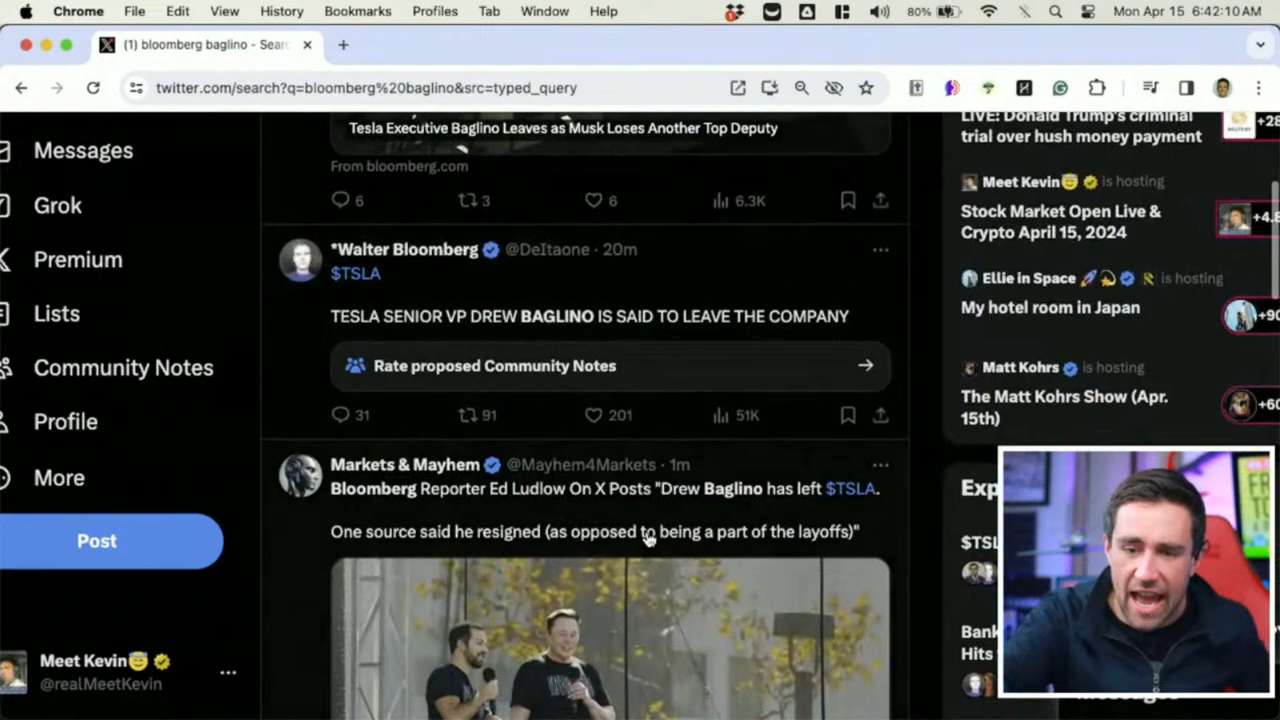 Chrome File Edit View History Bookmarks Profiles Tab Window Help 80% Mon Apr 15 6:42:10 AM
(1) bloomberg baglino - Sear
twitter.com/search?q=bloomberg%20baglino&src=typed_query
Messages
Grok
Premium
Lists
Community Notes
Profile
More
Post
Meet Kevin😇
@realMeetKevin
Tesla Executive Baglino Leaves as Musk Loses Another Top Deputy
From bloomberg.com
6 3 6 6.3K
*Walter Bloomberg @DeItaone · 20m
$TSLA
TESLA SENIOR VP DREW BAGLINO IS SAID TO LEAVE THE COMPANY
Rate proposed Community Notes
31 91 201 51K
Markets & Mayhem @Mayhem4Markets · 1m
Bloomberg Reporter Ed Ludlow On X Posts "Drew Baglino has left $TSLA.
One source said he resigned (as opposed to being a part of the layoffs)"
LIVE: Donald Trump's criminal
trial over hush money payment
+28
Meet Kevin😇 is hosting
Stock Market Open Live &
Crypto April 15, 2024
+4.8
Ellie in Space 🚀 💫 is hosting
My hotel room in Japan
+90
Matt Kohrs is hosting
The Matt Kohrs Show (Apr.
15th)
+60
Exp
$TSL
Bank
Hits